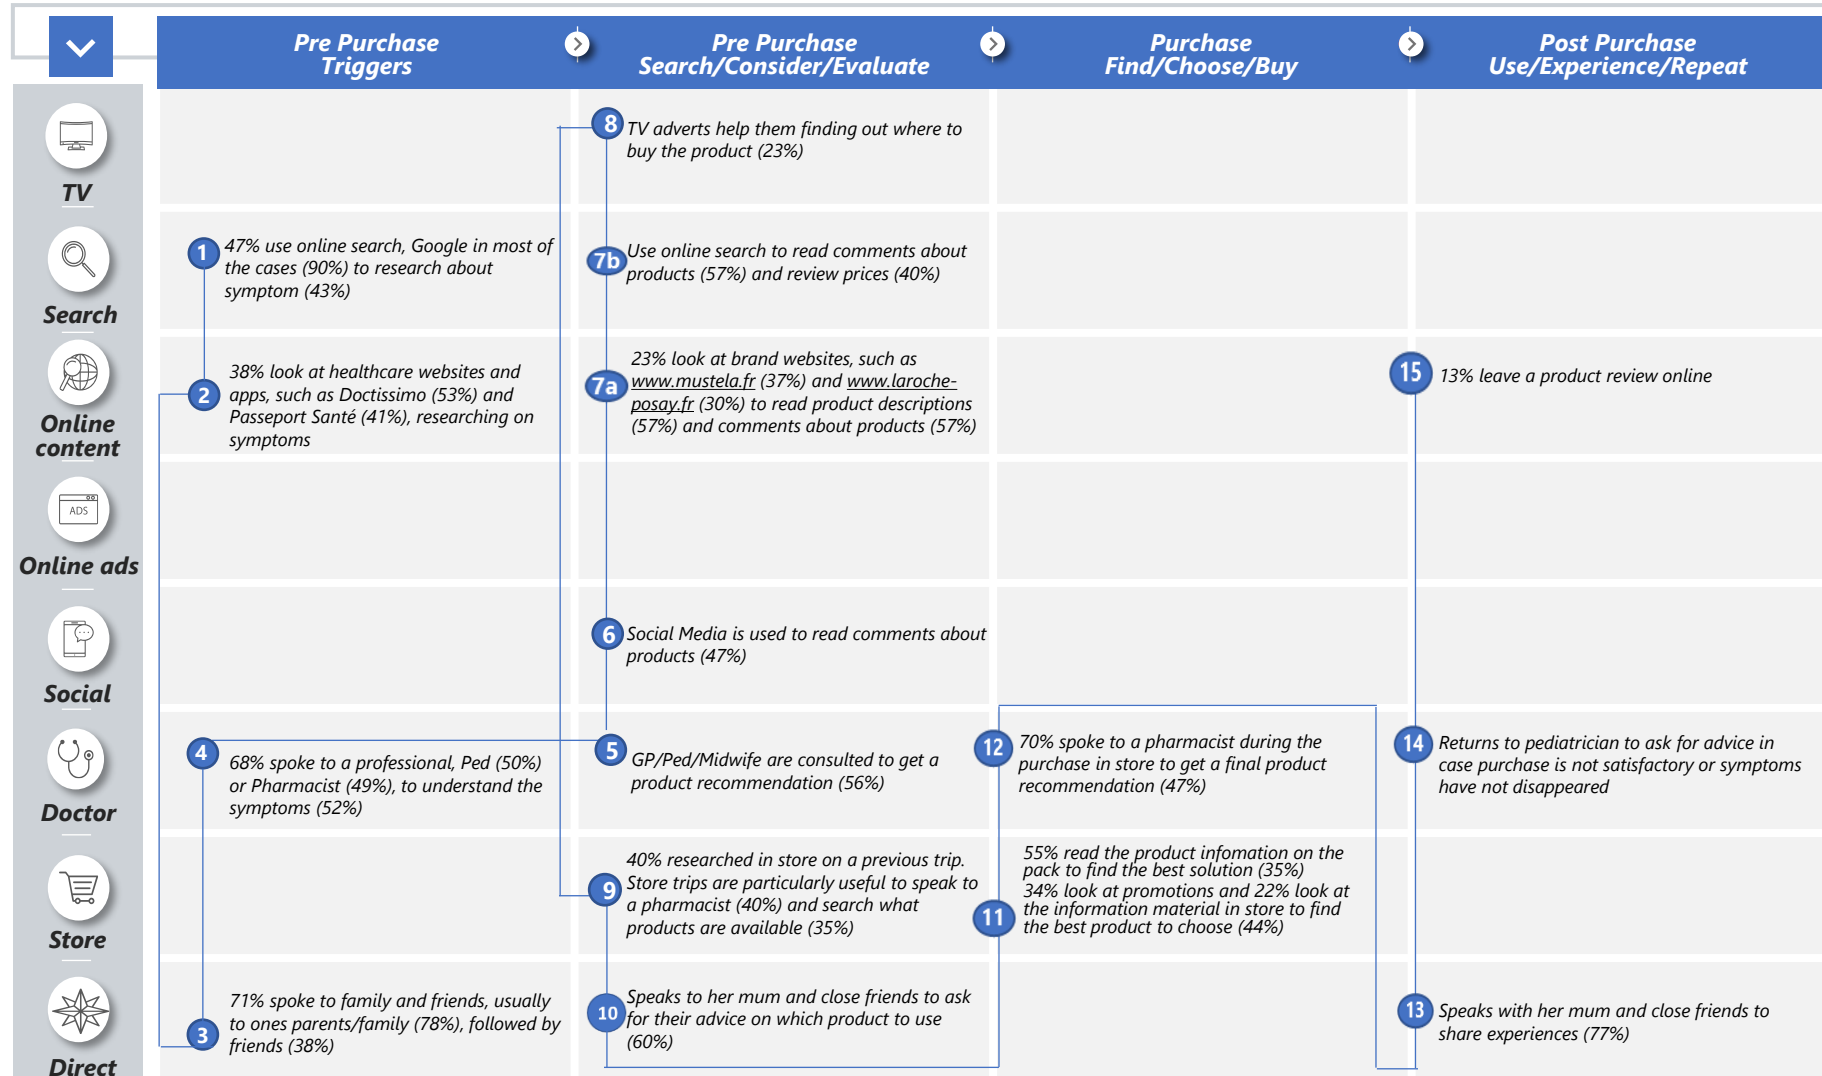 Pre Purchase
Triggers
Pre Purchase
Search/Consider/Evaluate
Purchase
Find/Choose/Buy
Post Purchase
Use/Experience/Repeat
TV
8
TV adverts help them finding out where to
buy the product (23%)
Search
1
47% use online search, Google in most of
the cases (90%) to research about
symptom (43%)
7b
Use online search to read comments about
products (57%) and review prices (40%)
Online
content
2
38% look at healthcare websites and
apps, such as Doctissimo (53%) and
Passeport Santé (41%), researching on
symptoms
7a
23% look at brand websites, such as
www.mustela.fr (37%) and www.laroche-
posay.fr (30%) to read product descriptions
(57%) and comments about products (57%)
15
13% leave a product review online
ADS
Online ads
Social
6
Social Media is used to read comments about
products (47%)
Doctor
4
68% spoke to a professional, Ped (50%)
or Pharmacist (49%), to understand the
symptoms (52%)
5
GP/Ped/Midwife are consulted to get a
product recommendation (56%)
12
70% spoke to a pharmacist during the
purchase in store to get a final product
recommendation (47%)
14
Returns to pediatrician to ask for advice in
case purchase is not satisfactory or symptoms
have not disappeared
Store
9
40% researched in store on a previous trip.
Store trips are particularly useful to speak to
a pharmacist (40%) and search what
products are available (35%)
11
55% read the product infomation on the
pack to find the best solution (35%)
34% look at promotions and 22% look at
the information material in store to find
the best product to choose (44%)
Direct
3
71% spoke to family and friends, usually
to ones parents/family (78%), followed by
friends (38%)
10
Speaks to her mum and close friends to ask
for their advice on which product to use
(60%)
13
Speaks with her mum and close friends to
share experiences (77%)